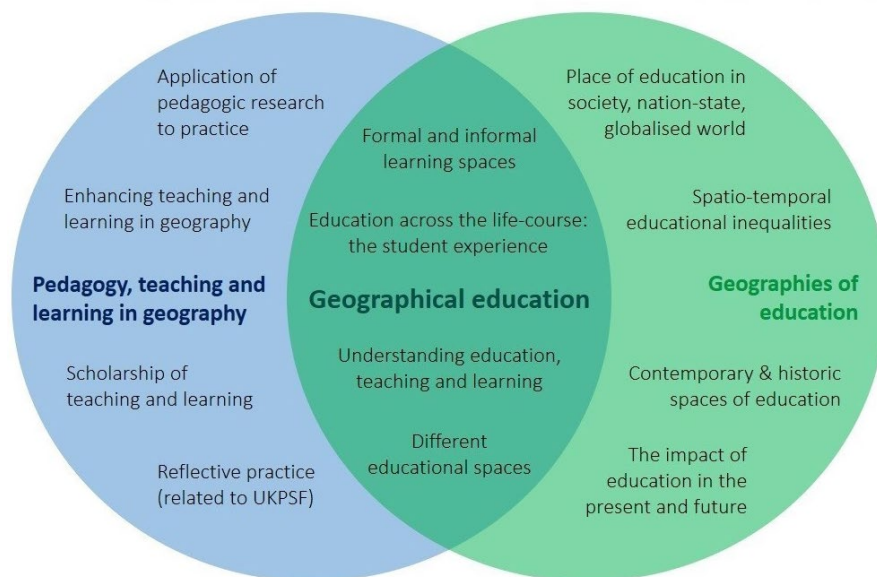 Application of
pedagogic research
to practice
Enhancing teaching and
learning in geography
Pedagogy, teaching and
learning in geography
Scholarship of
teaching and learning
Reflective practice
(related to UKPSF)
Formal and informal
learning spaces
Education across the life-course:
the student experience
Geographical education
Understanding education,
teaching and learning
Different
educational spaces
Place of education in
society, nation-state,
globalised world
Spatio-temporal
educational inequalities
Geographies of
education
Contemporary & historic
spaces of education
The impact of
education in the
present and future